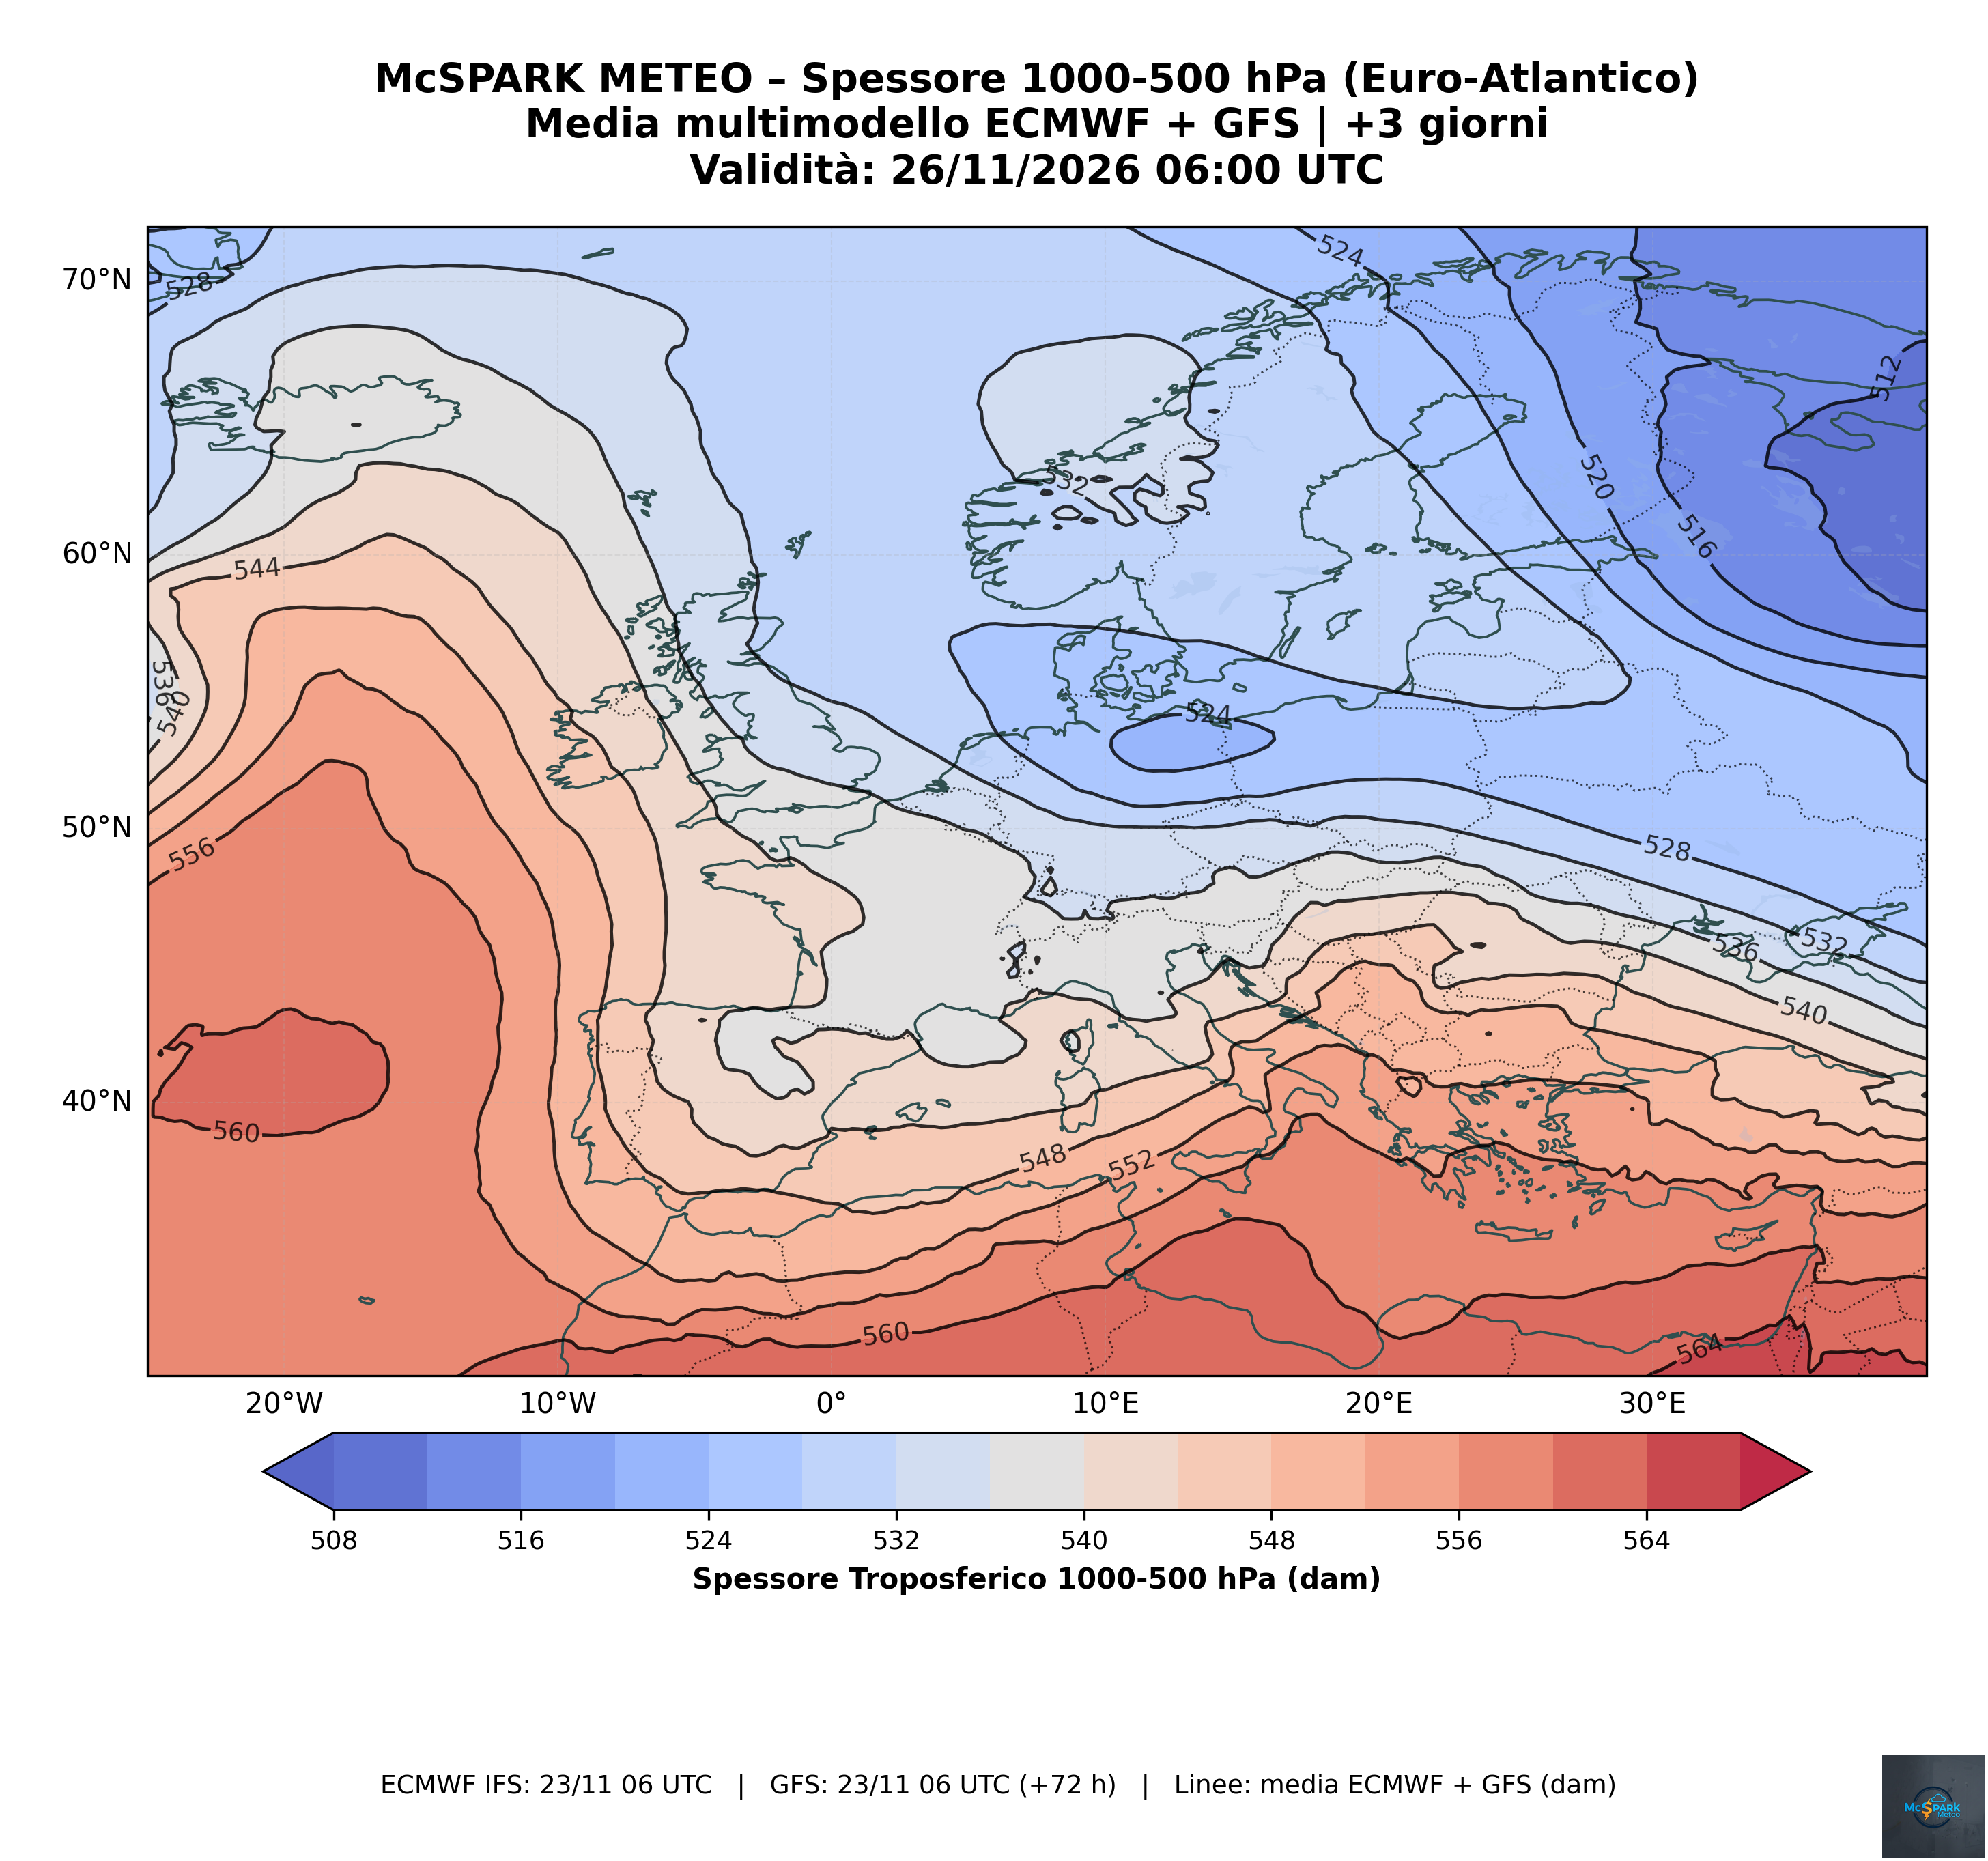 McSPARK METEO – Spessore 1000-500 hPa (Euro-Atlantico)
Media multimodello ECMWF + GFS | +3 giorni
Validità: 26/11/2026 06:00 UTC
70°N
60°N
50°N
40°N
528
524
512
532
520
516
544
536
540
524
556
528
532
536
540
560
548
552
560
564
20°W 10°W 0° 10°E 20°E 30°E
508 516 524 532 540 548 556 564
Spessore Troposferico 1000-500 hPa (dam)
ECMWF IFS: 23/11 06 UTC | GFS: 23/11 06 UTC (+72 h) | Linee: media ECMWF + GFS (dam)
McSPARK
Meteo